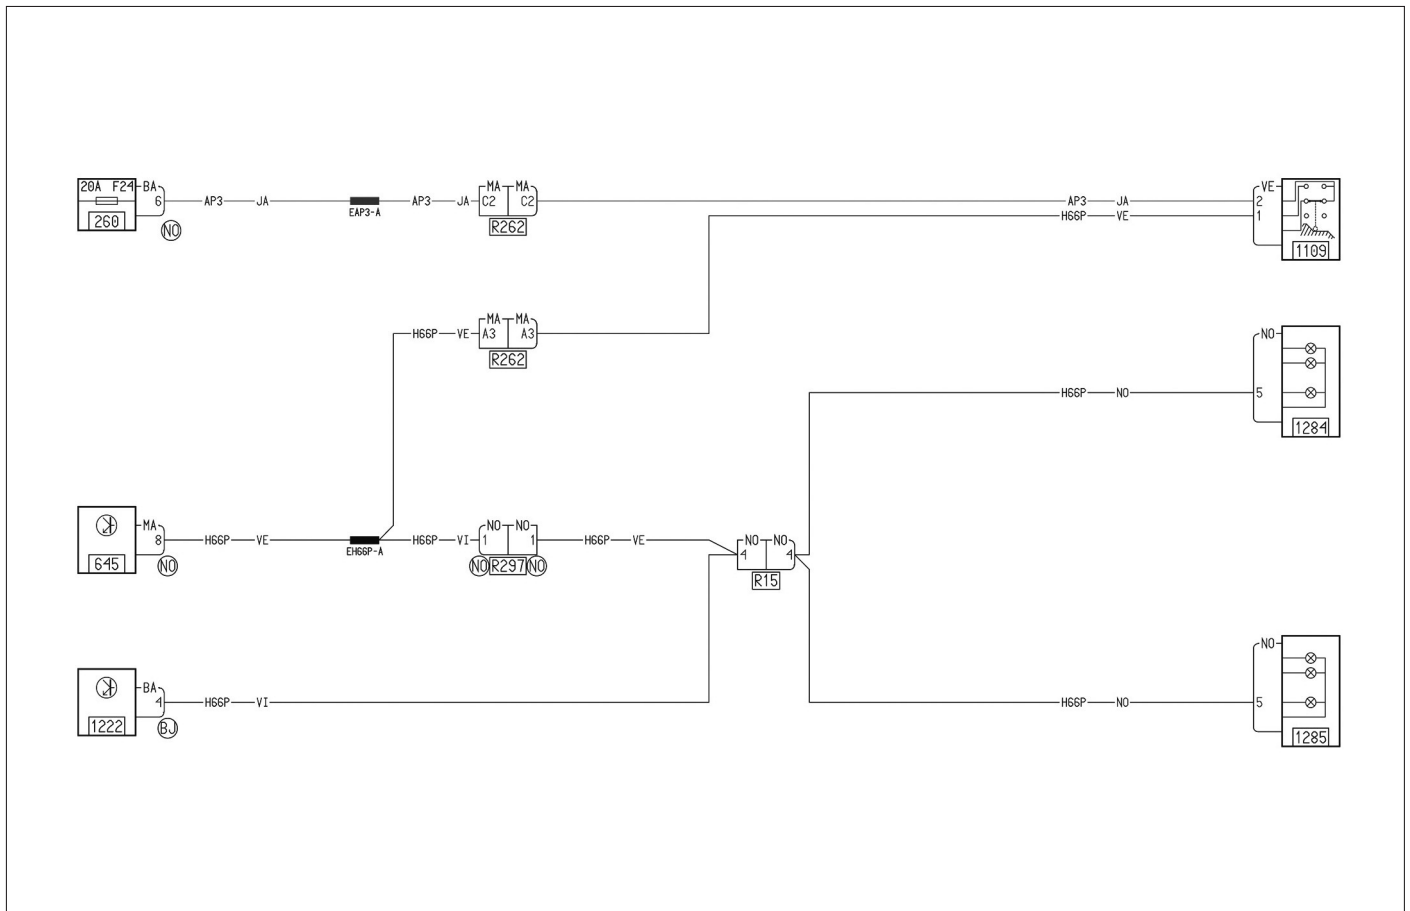 20A F24 BA
6 AP3 JA AP3 JA
EAP3-A
260
NO
MA MA
C2 C2
R262
AP3 JA
H66P VE
VE
2
1
1109
H66P VE
MA MA
A3 A3
R262
H66P NO
NO
5
1284
MA
8
645
NO
H66P VE H66P VI
EH66P-A
NO NO
1 1
NO R297 NO
H66P VE
NO NO
4 4
R15
BA
4
1222
BJ
H66P VI
H66P NO
NO
5
1285